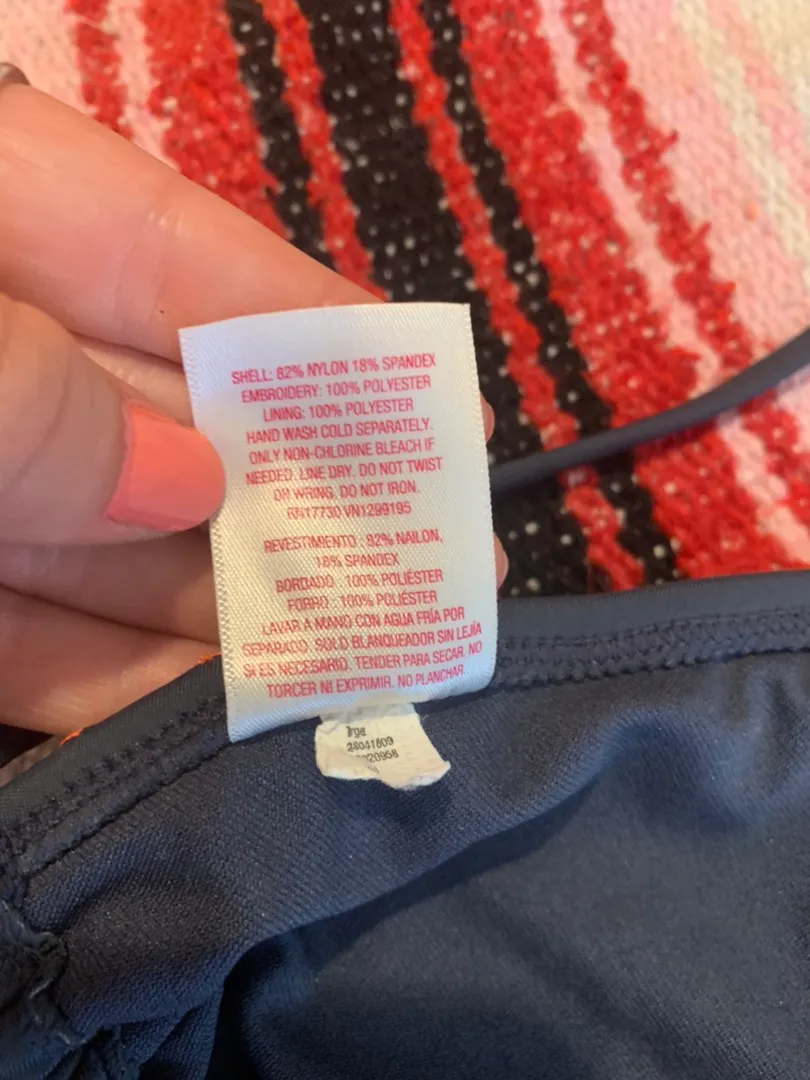 SHELL: 82% NYLON 18% SPANDEX
EMBROIDERY: 100% POLYESTER
LINING: 100% POLYESTER
HAND WASH COLD SEPARATELY.
ONLY NON-CHLORINE BLEACH IF
NEEDED. LINE DRY. DO NOT TWIST
OR WRING. DO NOT IRON.
RN17730 VN1299195
REVESTIMIENTO : 82% NAILON,
18% SPANDEX
BORDADO : 100% POLIÉSTER
FORRO : 100% POLIÉSTER
LAVAR A MANO CON AGUA FRÍA POR
SEPARADO. SOLO BLANQUEADOR SIN LEJÍA
SI ES NECESARIO. TENDER PARA SECAR. NO
TORCER NI EXPRIMIR. NO PLANCHAR.